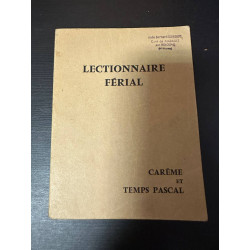 LECTIONNAIRE
FÉRIAL
CARÊME
ET
TEMPS PASCAL